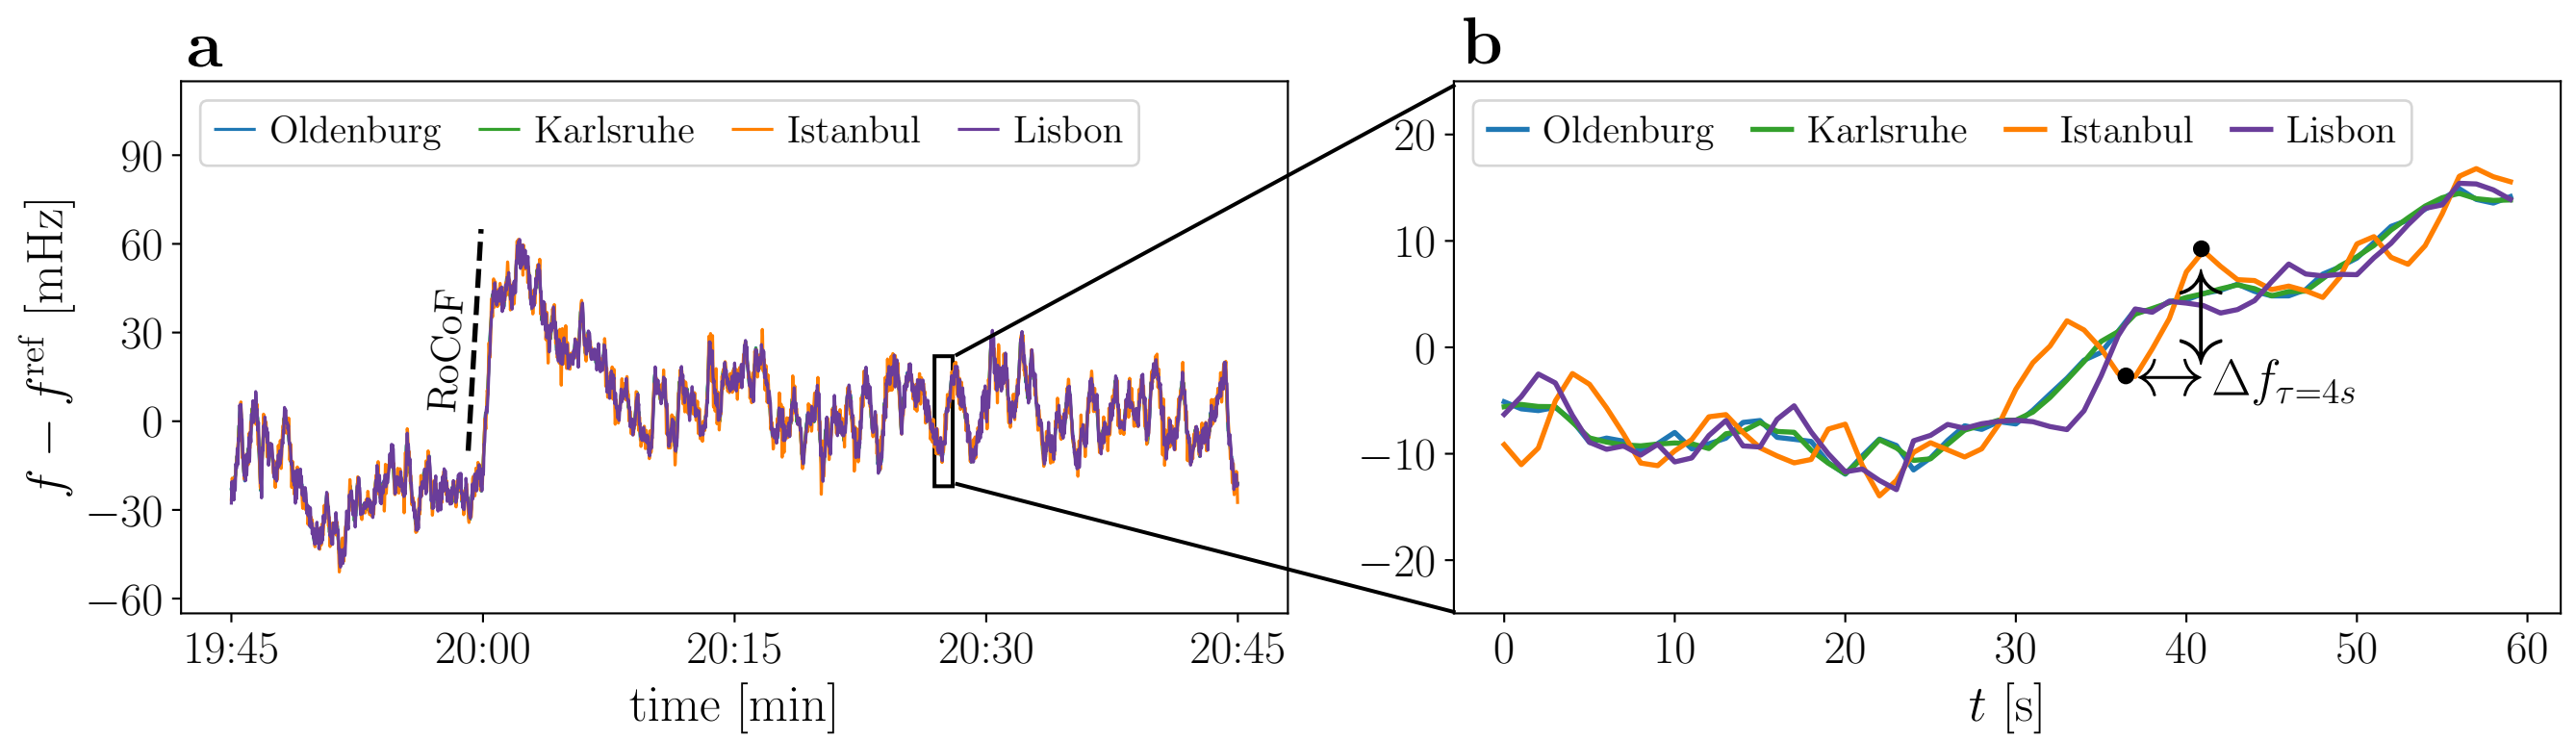 a
Oldenburg Karlsruhe Istanbul Lisbon
90
60
30
0
−30
−60
f − f^ref [mHz]
RoCoF
19:45 20:00 20:15 20:30 20:45
time [min]
b
Oldenburg Karlsruhe Istanbul Lisbon
20
10
0
−10
−20
Δf_τ=4s
0 10 20 30 40 50 60
t [s]